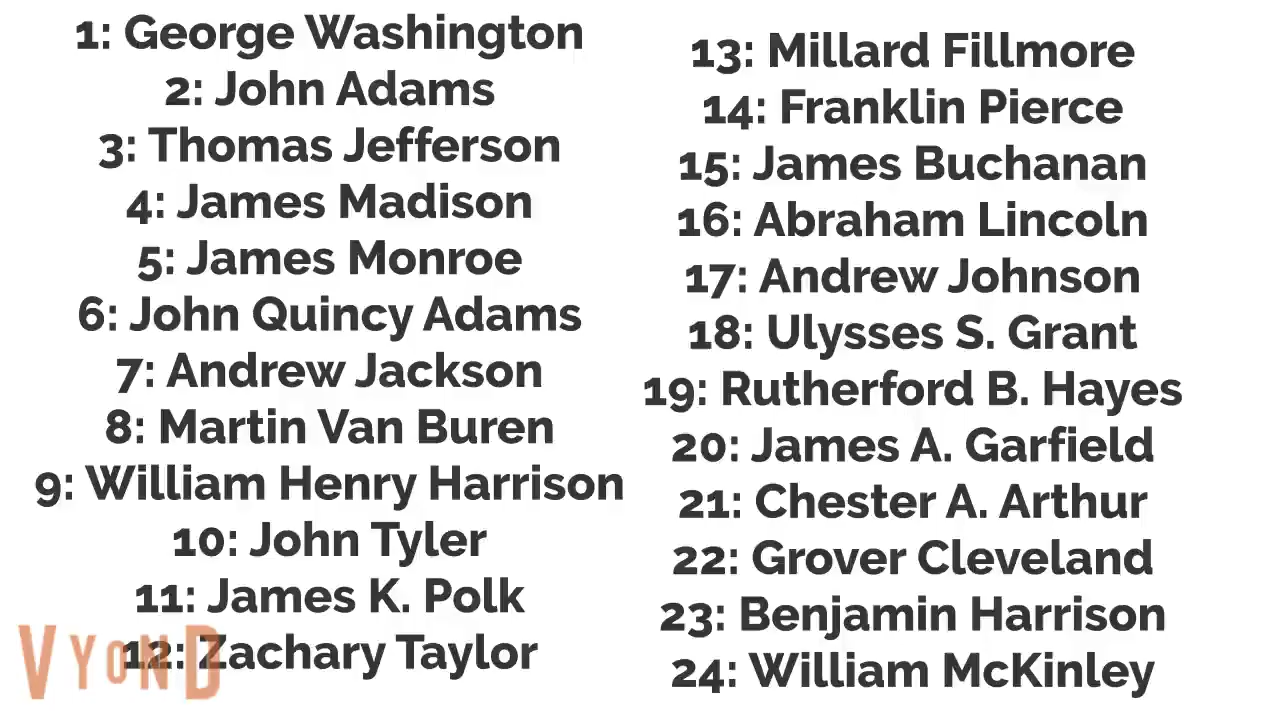 1: George Washington
2: John Adams
3: Thomas Jefferson
4: James Madison
5: James Monroe
6: John Quincy Adams
7: Andrew Jackson
8: Martin Van Buren
9: William Henry Harrison
10: John Tyler
11: James K. Polk
12: Zachary Taylor
VYOND
13: Millard Fillmore
14: Franklin Pierce
15: James Buchanan
16: Abraham Lincoln
17: Andrew Johnson
18: Ulysses S. Grant
19: Rutherford B. Hayes
20: James A. Garfield
21: Chester A. Arthur
22: Grover Cleveland
23: Benjamin Harrison
24: William McKinley